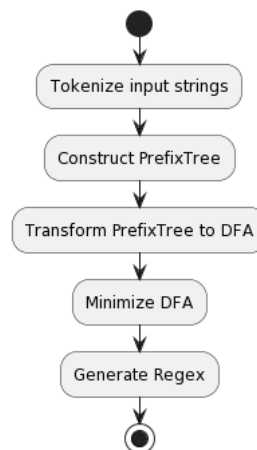 Tokenize input strings
Construct PrefixTree
Transform PrefixTree to DFA
Minimize DFA
Generate Regex